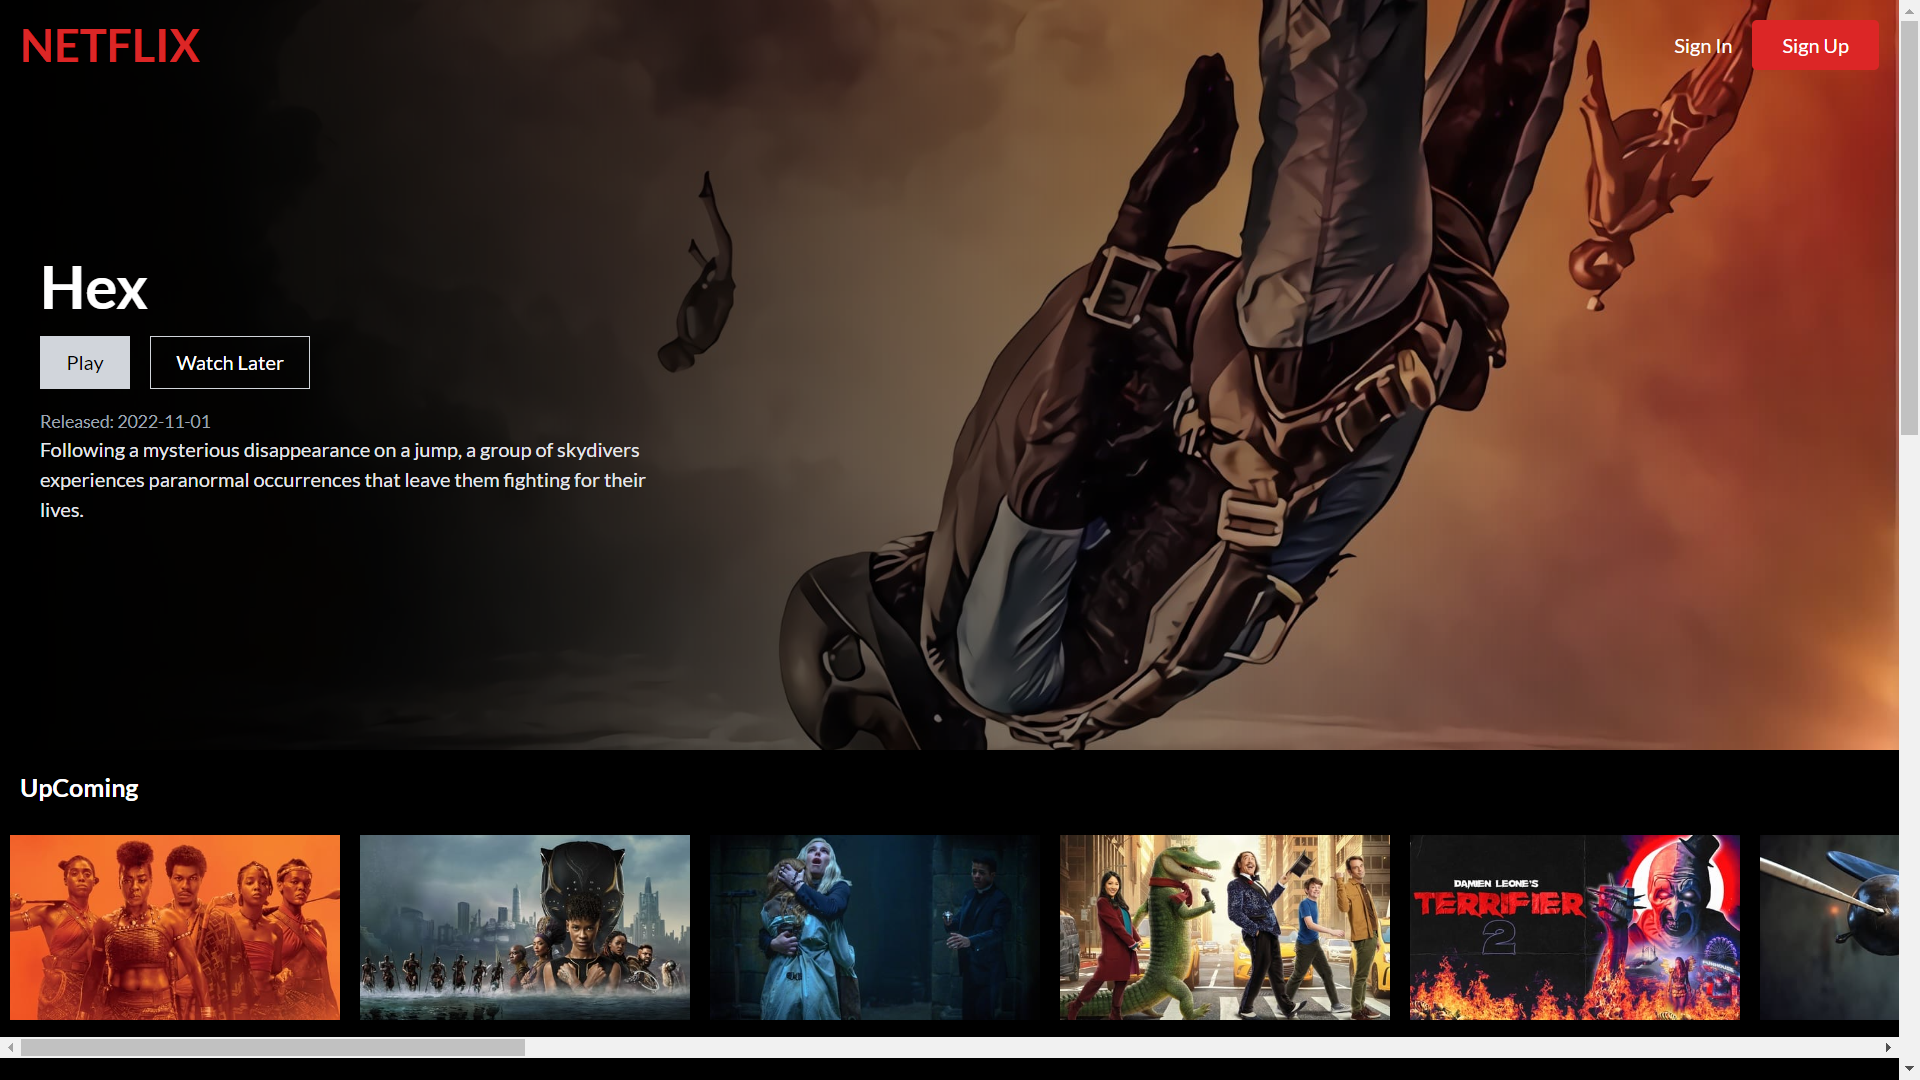 NETFLIX
Sign In
Sign Up
Hex
Play
Watch Later
Released: 2022-11-01
Following a mysterious disappearance on a jump, a group of skydivers
experiences paranormal occurrences that leave them fighting for their
lives.
UpComing
DAMIEN LEONE'S
TERRIFIER
2